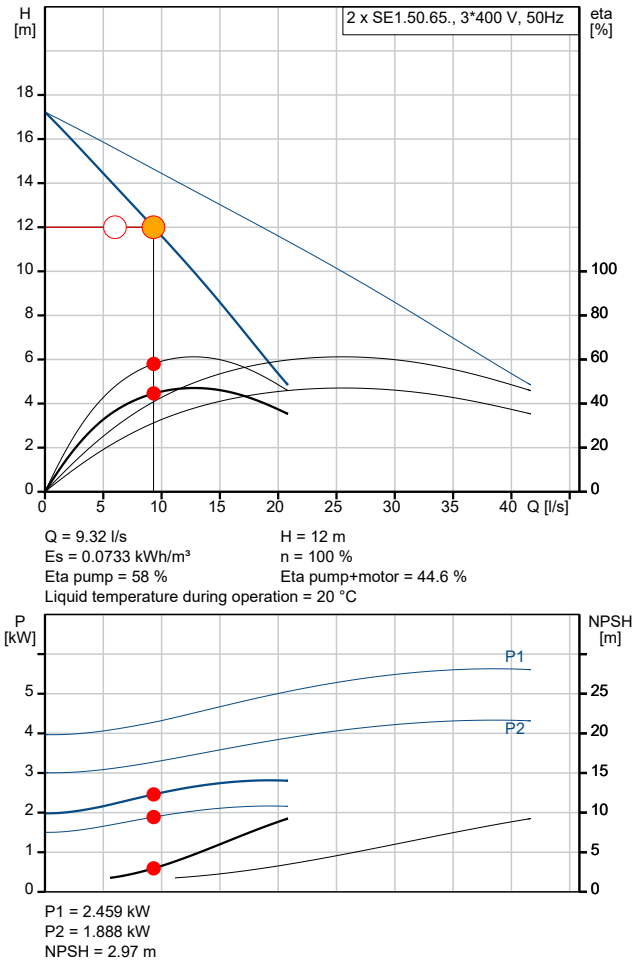 H
[m]
2 x SE1.50.65., 3*400 V, 50Hz
eta
[%]
18
16
14
12
10
8
6
4
2
0
100
80
60
40
20
0
0
5
10
15
20
25
30
35
40
Q [l/s]
Q = 9.32 l/s
H = 12 m
Es = 0.0733 kWh/m³
n = 100 %
Eta pump = 58 %
Eta pump+motor = 44.6 %
Liquid temperature during operation = 20 °C
P
[kW]
NPSH
[m]
P1
P2
5
4
3
2
1
0
25
20
15
10
5
0
P1 = 2.459 kW
P2 = 1.888 kW
NPSH = 2.97 m